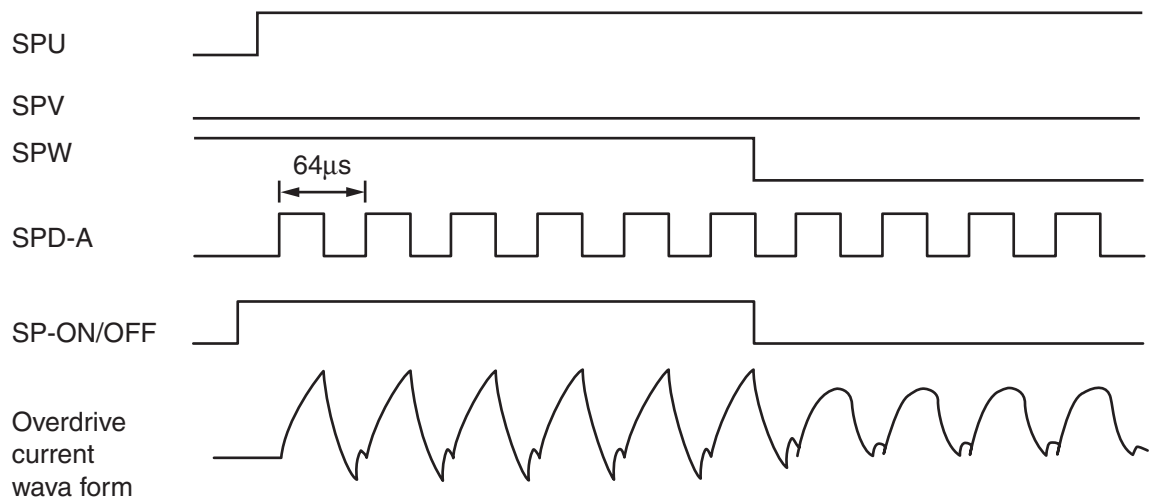 SPU
SPV
SPW
64μs
SPD-A
SP-ON/OFF
Overdrive
current
wava form